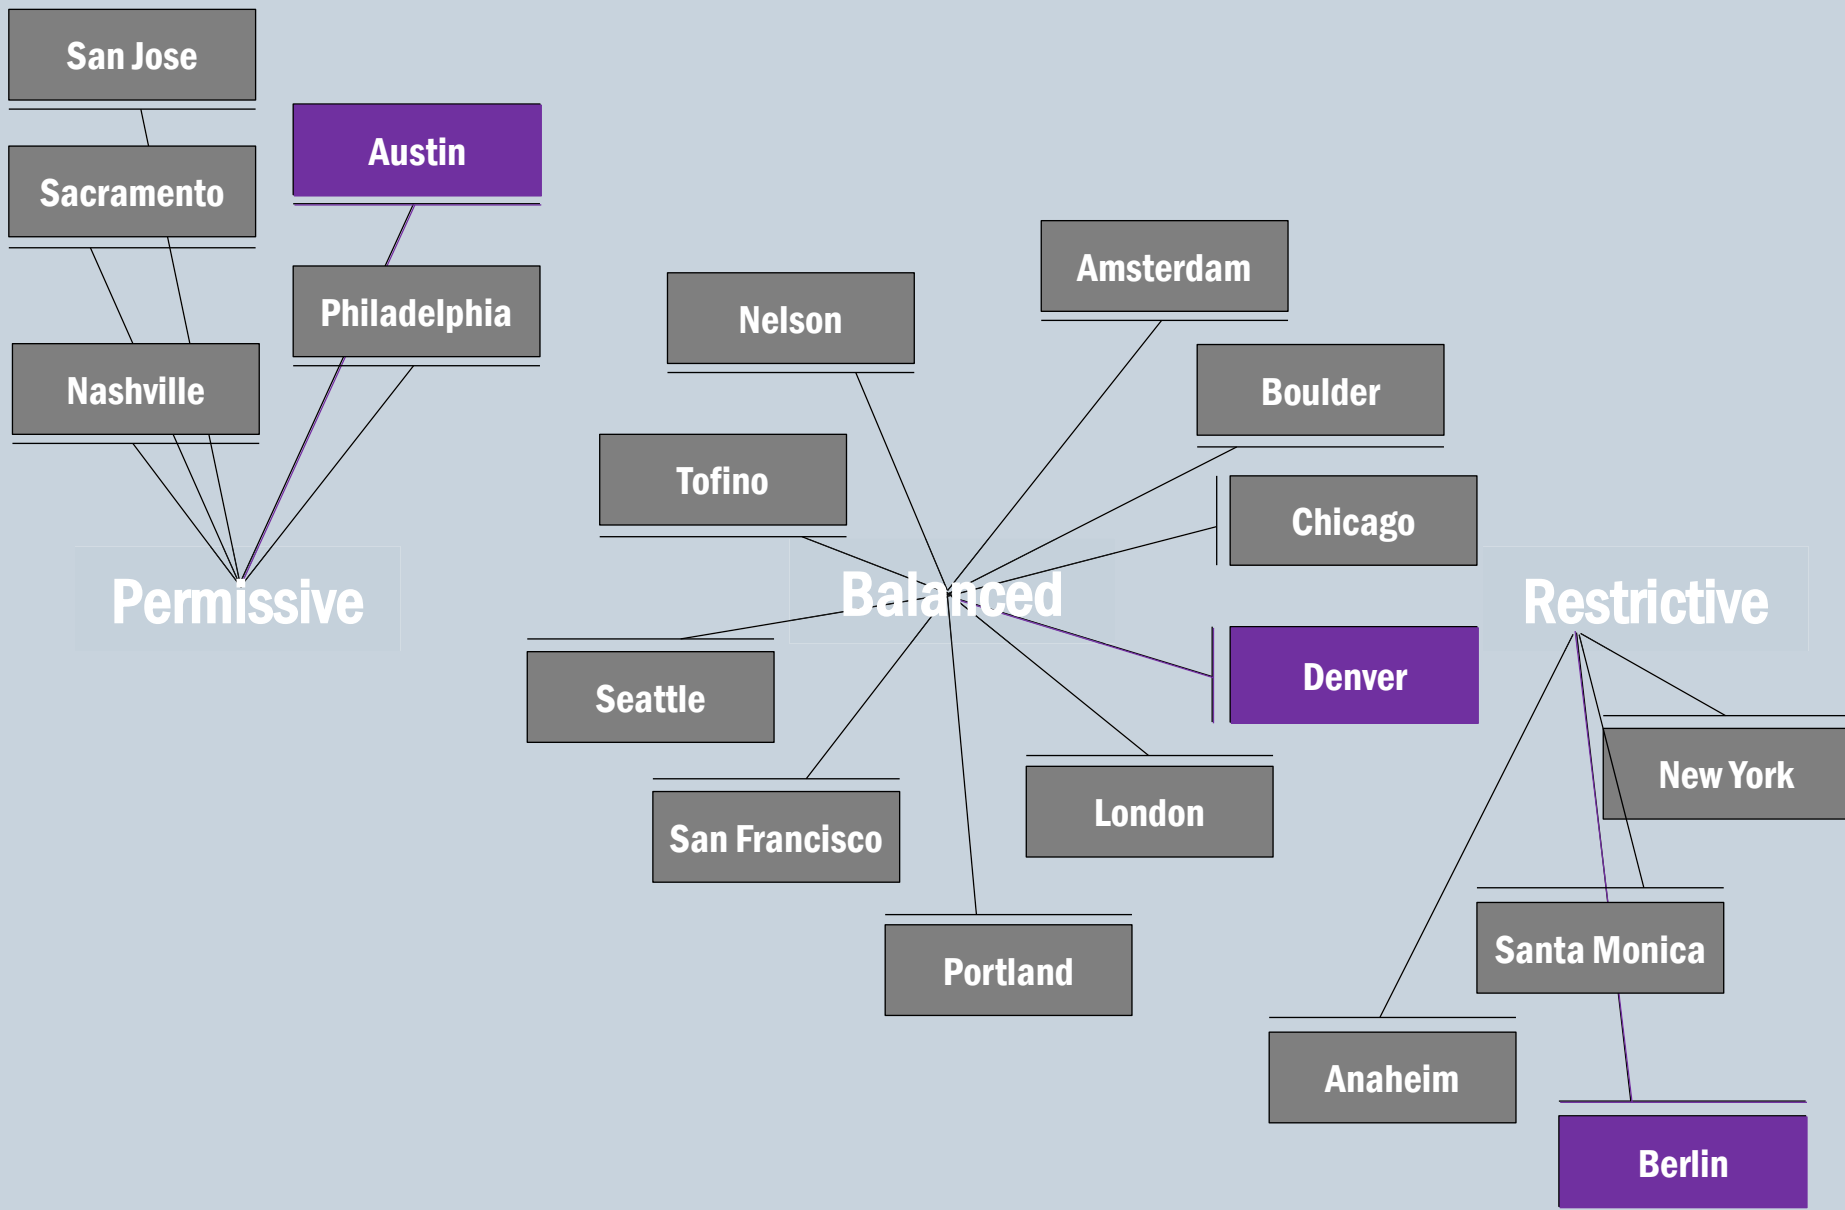 San Jose
Sacramento
Nashville
Austin
Philadelphia
Permissive
Nelson
Tofino
Amsterdam
Boulder
Chicago
Balanced
Seattle
San Francisco
Portland
London
Denver
Restrictive
New York
Santa Monica
Anaheim
Berlin